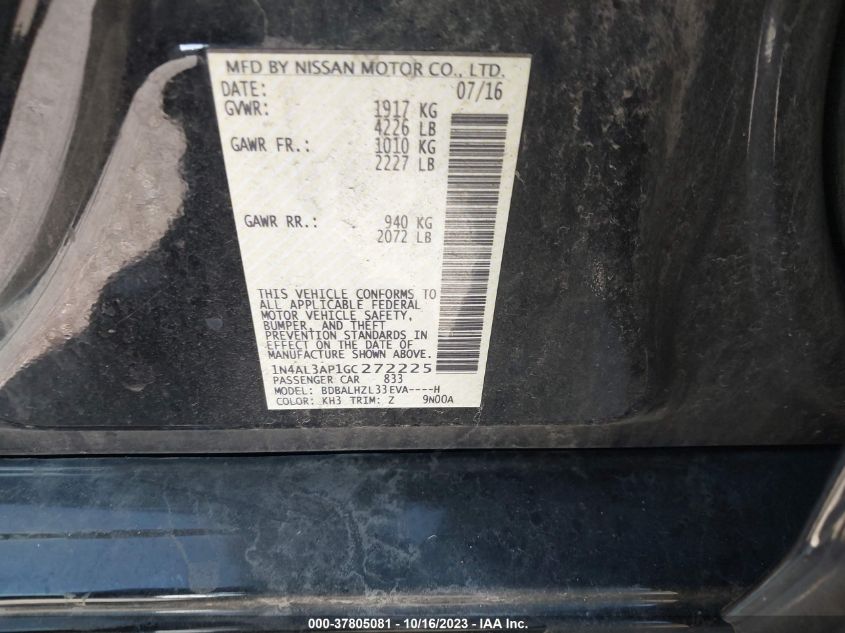 MFD BY NISSAN MOTOR CO., LTD.
DATE: 07/16
GVWR: 1917 KG
4226 LB
GAWR FR.: 1010 KG
2227 LB
GAWR RR.: 940 KG
2072 LB
THIS VEHICLE CONFORMS TO
ALL APPLICABLE FEDERAL
MOTOR VEHICLE SAFETY,
BUMPER, AND THEFT
PREVENTION STANDARDS IN
EFFECT ON THE DATE OF
MANUFACTURE SHOWN ABOVE.
1N4AL3AP1GC272225
PASSENGER CAR 833
MODEL: BDBALHZL33EVA----H
COLOR: KH3 TRIM: Z 9N00A
000-37805081 - 10/16/2023 - IAA Inc.